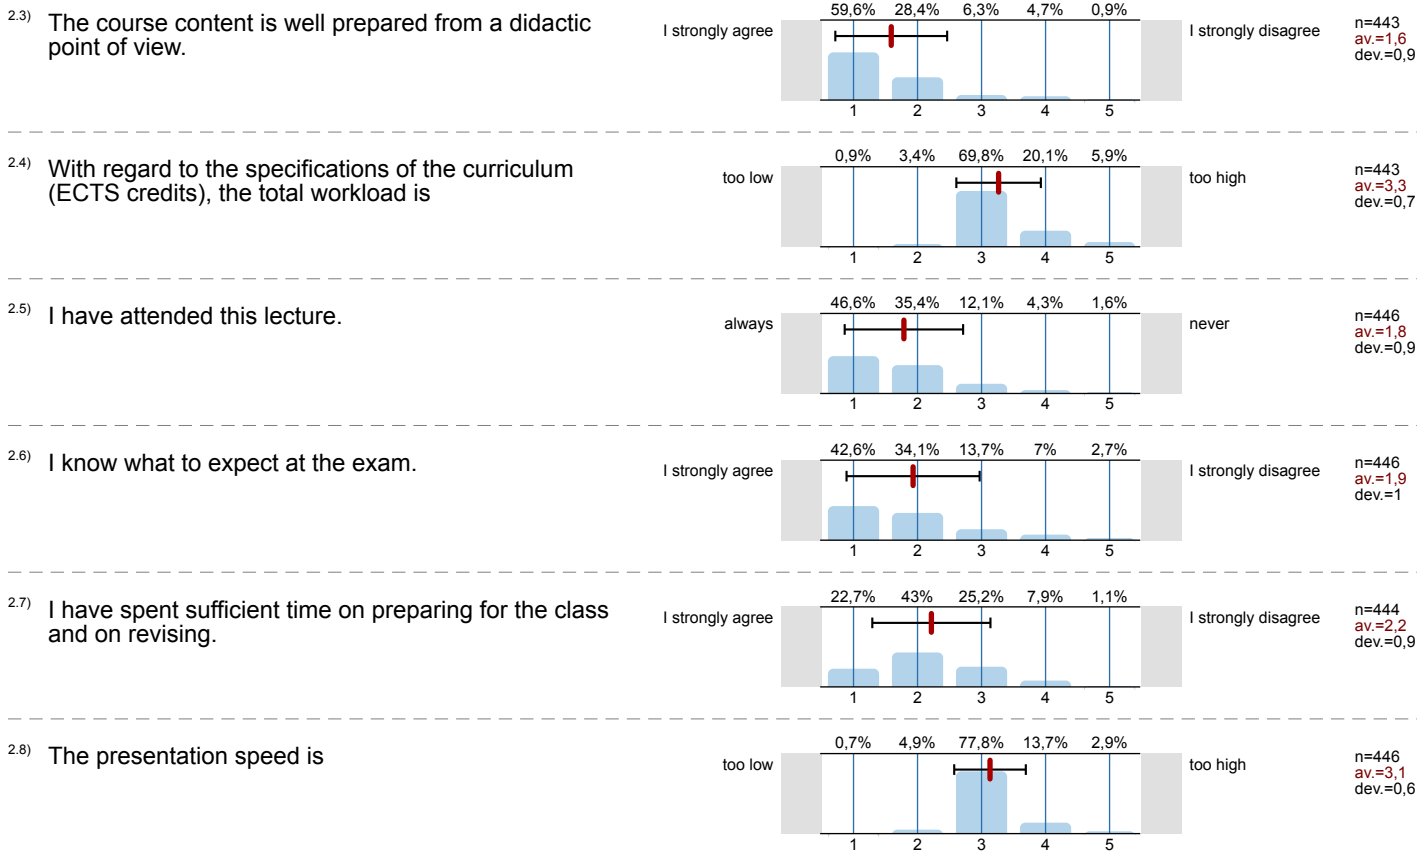 2.3) The course content is well prepared from a didactic
point of view.
59,6% 28,4% 6,3% 4,7% 0,9%
I strongly agree
I strongly disagree
n=443
av.=1,6
dev.=0,9
1 2 3 4 5
2.4) With regard to the specifications of the curriculum
(ECTS credits), the total workload is
0,9% 3,4% 69,8% 20,1% 5,9%
too low
too high
n=443
av.=3,3
dev.=0,7
1 2 3 4 5
2.5) I have attended this lecture.
46,6% 35,4% 12,1% 4,3% 1,6%
always
never
n=446
av.=1,8
dev.=0,9
1 2 3 4 5
2.6) I know what to expect at the exam.
42,6% 34,1% 13,7% 7% 2,7%
I strongly agree
I strongly disagree
n=446
av.=1,9
dev.=1
1 2 3 4 5
2.7) I have spent sufficient time on preparing for the class
and on revising.
22,7% 43% 25,2% 7,9% 1,1%
I strongly agree
I strongly disagree
n=444
av.=2,2
dev.=0,9
1 2 3 4 5
2.8) The presentation speed is
0,7% 4,9% 77,8% 13,7% 2,9%
too low
too high
n=446
av.=3,1
dev.=0,6
1 2 3 4 5